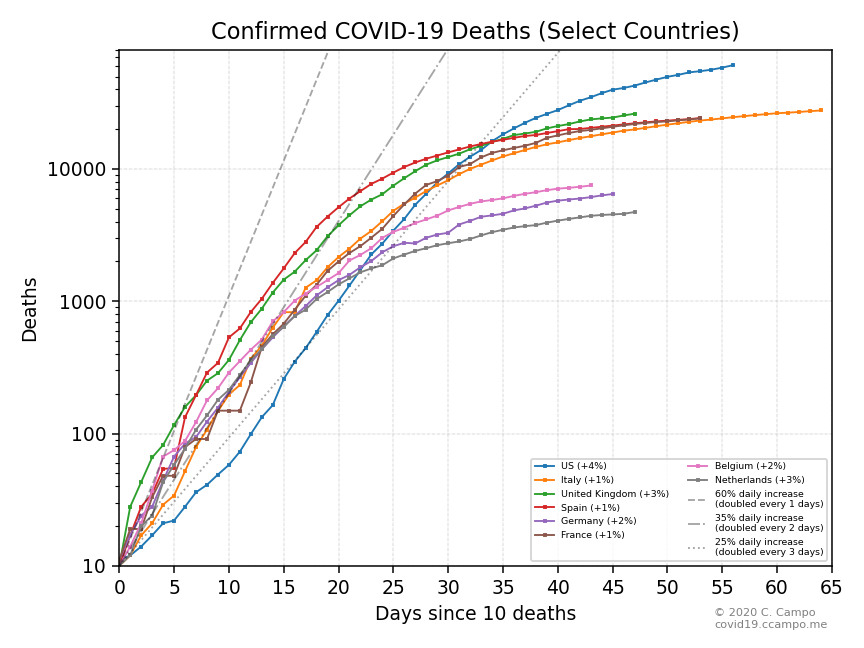 Confirmed COVID-19 Deaths (Select Countries)
Deaths
10000
1000
100
10
0 5 10 15 20 25 30 35 40 45 50 55 60 65
Days since 10 deaths
US (+4%)
Italy (+1%)
United Kingdom (+3%)
Spain (+1%)
Germany (+2%)
France (+1%)
Belgium (+2%)
Netherlands (+3%)
60% daily increase
(doubled every 1 days)
35% daily increase
(doubled every 2 days)
25% daily increase
(doubled every 3 days)
© 2020 C. Campo
covid19.ccampo.me